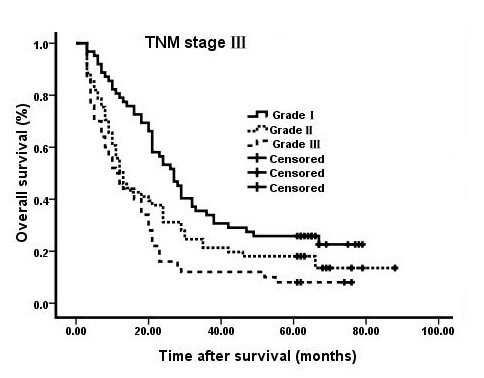 TNM stage III
Overall survival (%)
1.0
0.8
0.6
0.4
0.2
0.0
Grade I
Grade II
Grade III
Censored
Censored
Censored
0.00 20.00 40.00 60.00 80.00 100.00
Time after survival (months)